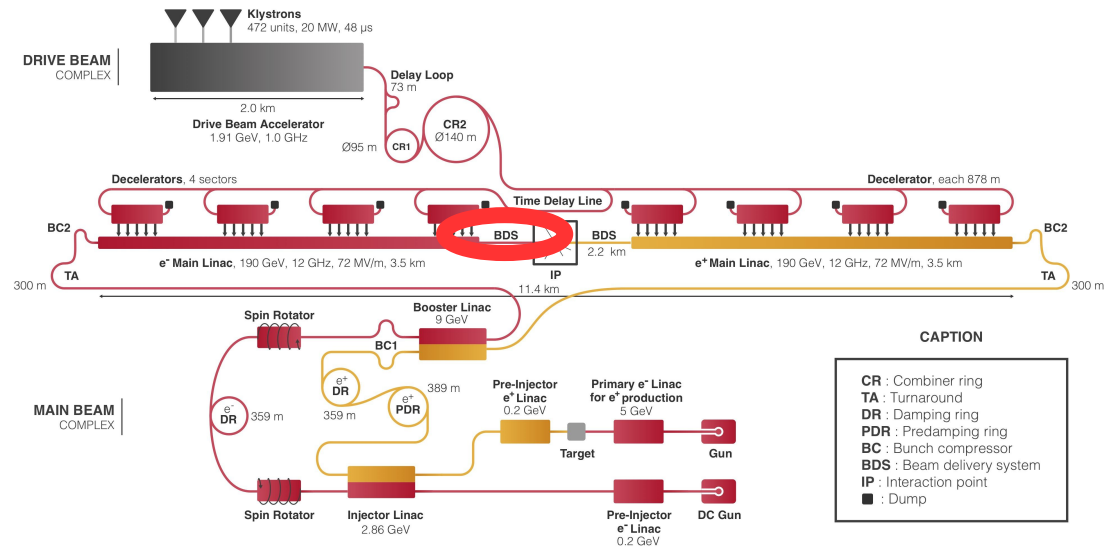 Klystrons
472 units, 20 MW, 48 µs
DRIVE BEAM
COMPLEX
Delay Loop
73 m
2.0 km
Drive Beam Accelerator
1.91 GeV, 1.0 GHz
CR2
Ø140 m
Ø95 m
CR1
Decelerators, 4 sectors
Decelerator, each 878 m
Time Delay Line
BC2
BDS
BDS
2.2 km
BC2
e- Main Linac, 190 GeV, 12 GHz, 72 MV/m, 3.5 km
IP
e+ Main Linac, 190 GeV, 12 GHz, 72 MV/m, 3.5 km
TA
TA
300 m
11.4 km
300 m
Booster Linac
9 GeV
Spin Rotator
BC1
CAPTION
e+
DR
359 m
e+
PDR
389 m
e-
DR
359 m
MAIN BEAM
COMPLEX
Pre-Injector
e+ Linac
0.2 GeV
Primary e- Linac
for e+ production
5 GeV
Target
Gun
Spin Rotator
Injector Linac
2.86 GeV
Pre-Injector
e- Linac
0.2 GeV
DC Gun
CR : Combiner ring
TA : Turnaround
DR : Damping ring
PDR : Predamping ring
BC : Bunch compressor
BDS : Beam delivery system
IP : Interaction point
: Dump